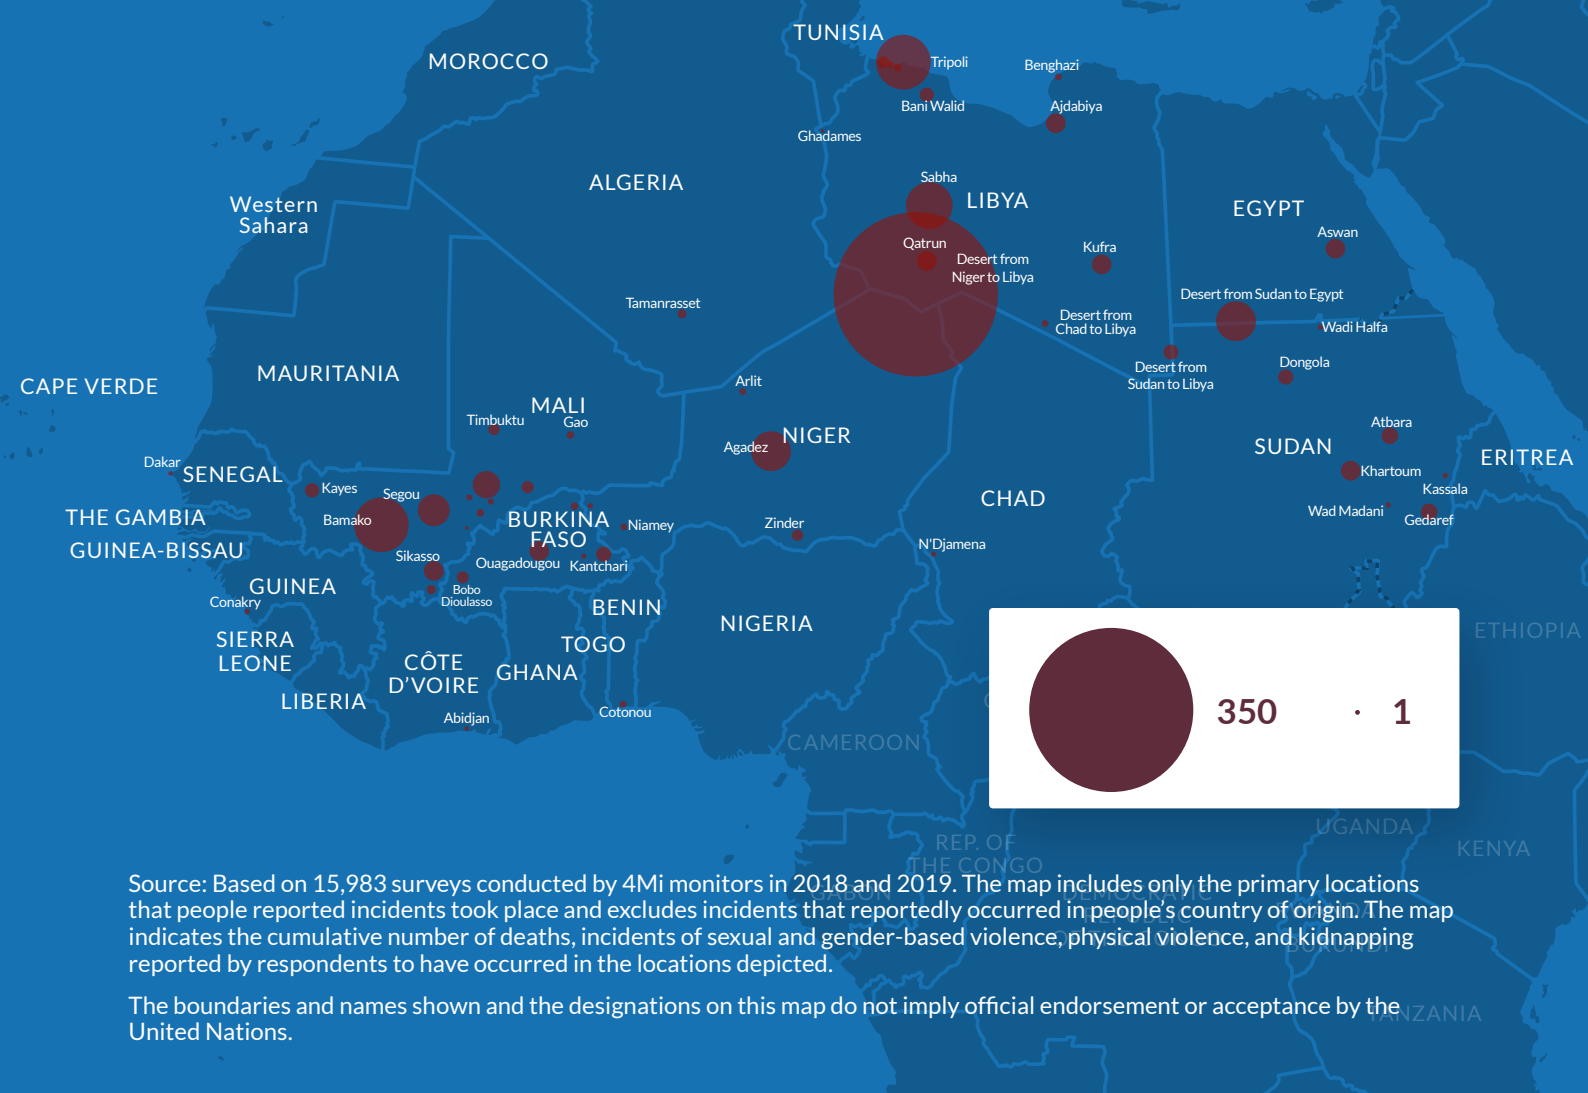 TUNISIA
MOROCCO
Tripoli
Benghazi
Bani Walid
Ajdabiya
Ghadames
ALGERIA
Sabha
LIBYA
Western
Sahara
EGYPT
Aswan
Qatrun
Kufra
Desert from
Niger to Libya
Tamanrasset
Desert from Sudan to Egypt
Desert from
Chad to Libya
Wadi Halfa
MAURITANIA
CAPE VERDE
Arlit
Desert from
Sudan to Libya
Dongola
MALI
Timbuktu
Gao
Atbara
Agadez
NIGER
SUDAN
ERITREA
Dakar
SENEGAL
Kayes
Segou
Khartoum
Kassala
CHAD
THE GAMBIA
Bamako
BURKINA
FASO
Niamey
Zinder
Wad Madani
Gedaref
GUINEA-BISSAU
Sikasso
Ouagadougou
Kantchari
N'Djamena
GUINEA
Bobo
Dioulasso
Conakry
BENIN
NIGERIA
ETHIOPIA
SIERRA
LEONE
TOGO
CÔTE
D'VOIRE
GHANA
LIBERIA
Abidjan
Cotonou
350
1
CAMEROON
UGANDA
KENYA
REP. OF
THE CONGO
GABON
DEMOCRATIC
REPUBLIC
OF THE CONGO
RWANDA
BURUNDI
Source: Based on 15,983 surveys conducted by 4Mi monitors in 2018 and 2019. The map includes only the primary locations
that people reported incidents took place and excludes incidents that reportedly occurred in people's country of origin. The map
indicates the cumulative number of deaths, incidents of sexual and gender-based violence, physical violence, and kidnapping
reported by respondents to have occurred in the locations depicted.
TANZANIA
The boundaries and names shown and the designations on this map do not imply official endorsement or acceptance by the
United Nations.